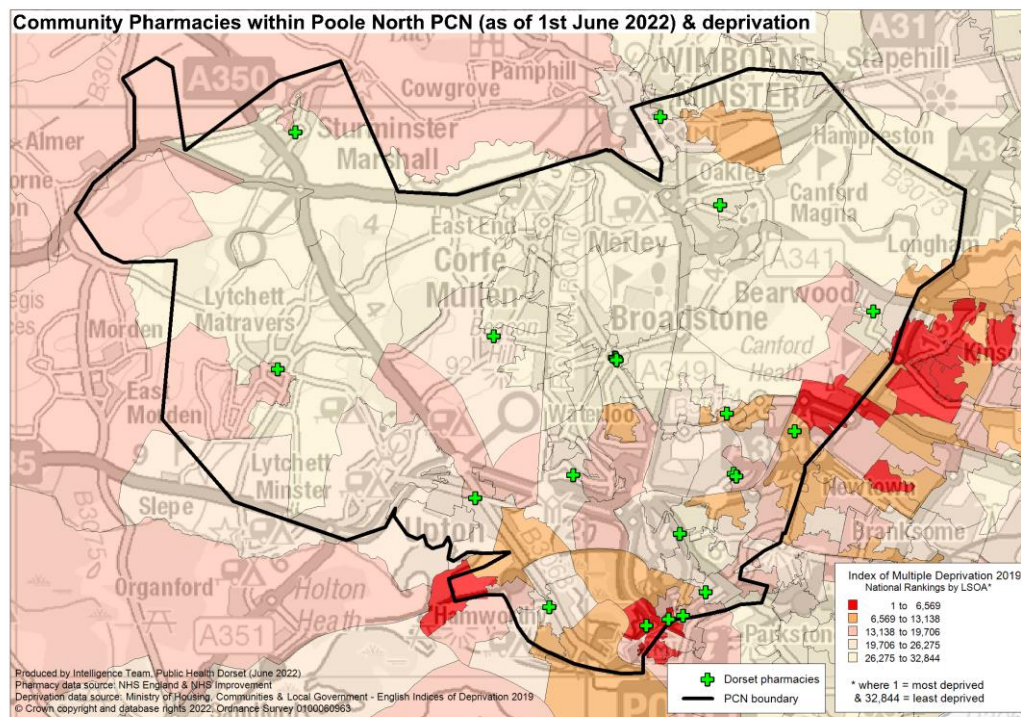 Community Pharmacies within Poole North PCN (as of 1st June 2022) & deprivation
A31
Stapehill
WIMBORNE
MINSTER
Pamphill
Cowgrove
A350
Almer
Sturminster
Marshall
Hampreston
Oakley
Canford
Magna
East End
Corfe
Mullen
Merley
Longham
A341
Lytchett
Matravers
Bearwood
Broadstone
Morden
Canford
Heath
92
A349
East
Morden
Waterloo
Lytchett
Minster
Slepe
Upton
Newtown
Branksome
Organford
Holton
Heath
Hamworthy
A351
Parkstone
Index of Multiple Deprivation 2019
National Rankings by LSOA*
1 to 6,569
6,569 to 13,138
13,138 to 19,706
19,706 to 26,275
26,275 to 32,844
* where 1 = most deprived
& 32,844 = least deprived
Dorset pharmacies
PCN boundary
Produced by Intelligence Team, Public Health Dorset (June 2022)
Pharmacy data source: NHS England & NHS Improvement
Deprivation data source: Ministry of Housing, Communities & Local Government - English Indices of Deprivation 2019
© Crown copyright and database rights 2022, Ordnance Survey 0100060963